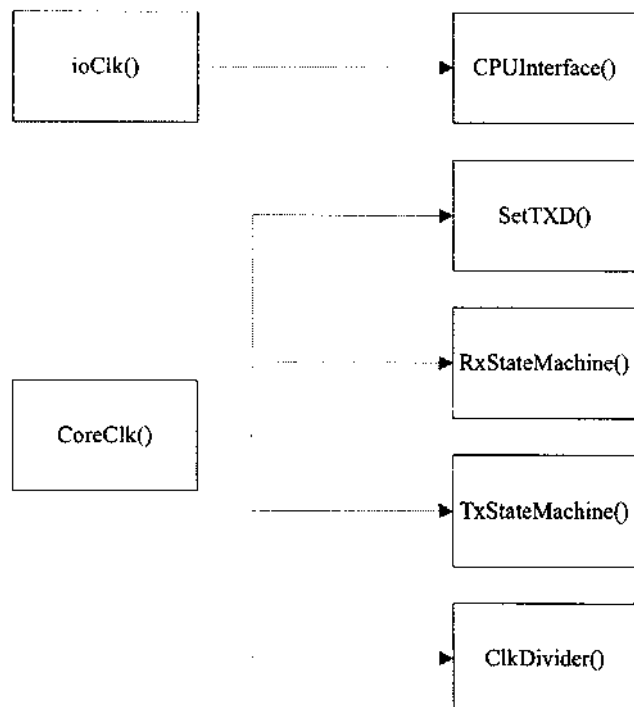 ioClk()
CPUInterface()
SetTXD()
RxStateMachine()
CoreClk()
TxStateMachine()
ClkDivider()